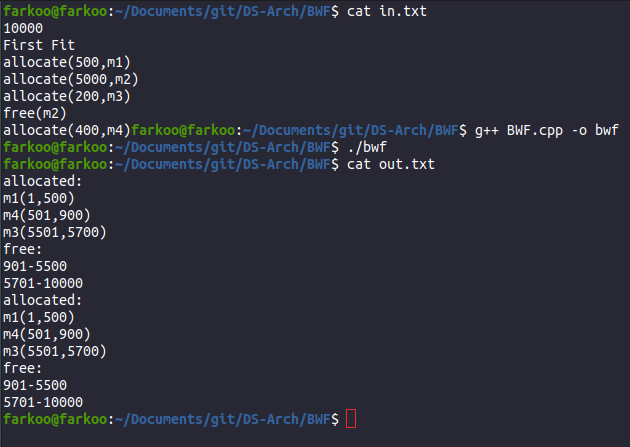 farkoo@farkoo:~/Documents/git/DS-Arch/BWF$ cat in.txt
10000
First Fit
allocate(500,m1)
allocate(5000,m2)
allocate(200,m3)
free(m2)
allocate(400,m4)farkoo@farkoo:~/Documents/git/DS-Arch/BWF$ g++ BWF.cpp -o bwf
farkoo@farkoo:~/Documents/git/DS-Arch/BWF$ ./bwf
farkoo@farkoo:~/Documents/git/DS-Arch/BWF$ cat out.txt
allocated:
m1(1,500)
m4(501,900)
m3(5501,5700)
free:
901-5500
5701-10000
allocated:
m1(1,500)
m4(501,900)
m3(5501,5700)
free:
901-5500
5701-10000
farkoo@farkoo:~/Documents/git/DS-Arch/BWF$